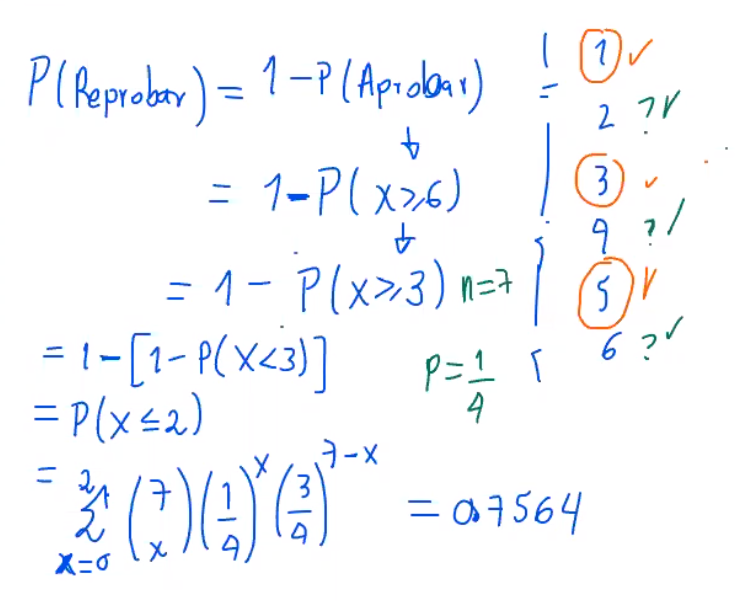 P(Reprobar) = 1 - P(Aprobar)
= 1 - P(x ≥ 6)
= 1 - P(x ≥ 3) n=7
= 1 - [1 - P(x < 3)]
p = 1/4
= P(x ≤ 2)
= Σ_{x=0}^{2} (7 x) (1/4)^x (3/4)^{7-x} = 0.7564
1 ✓
2 ? ✓
3 ✓
4 ? /
5 ✓
6 ? ✓